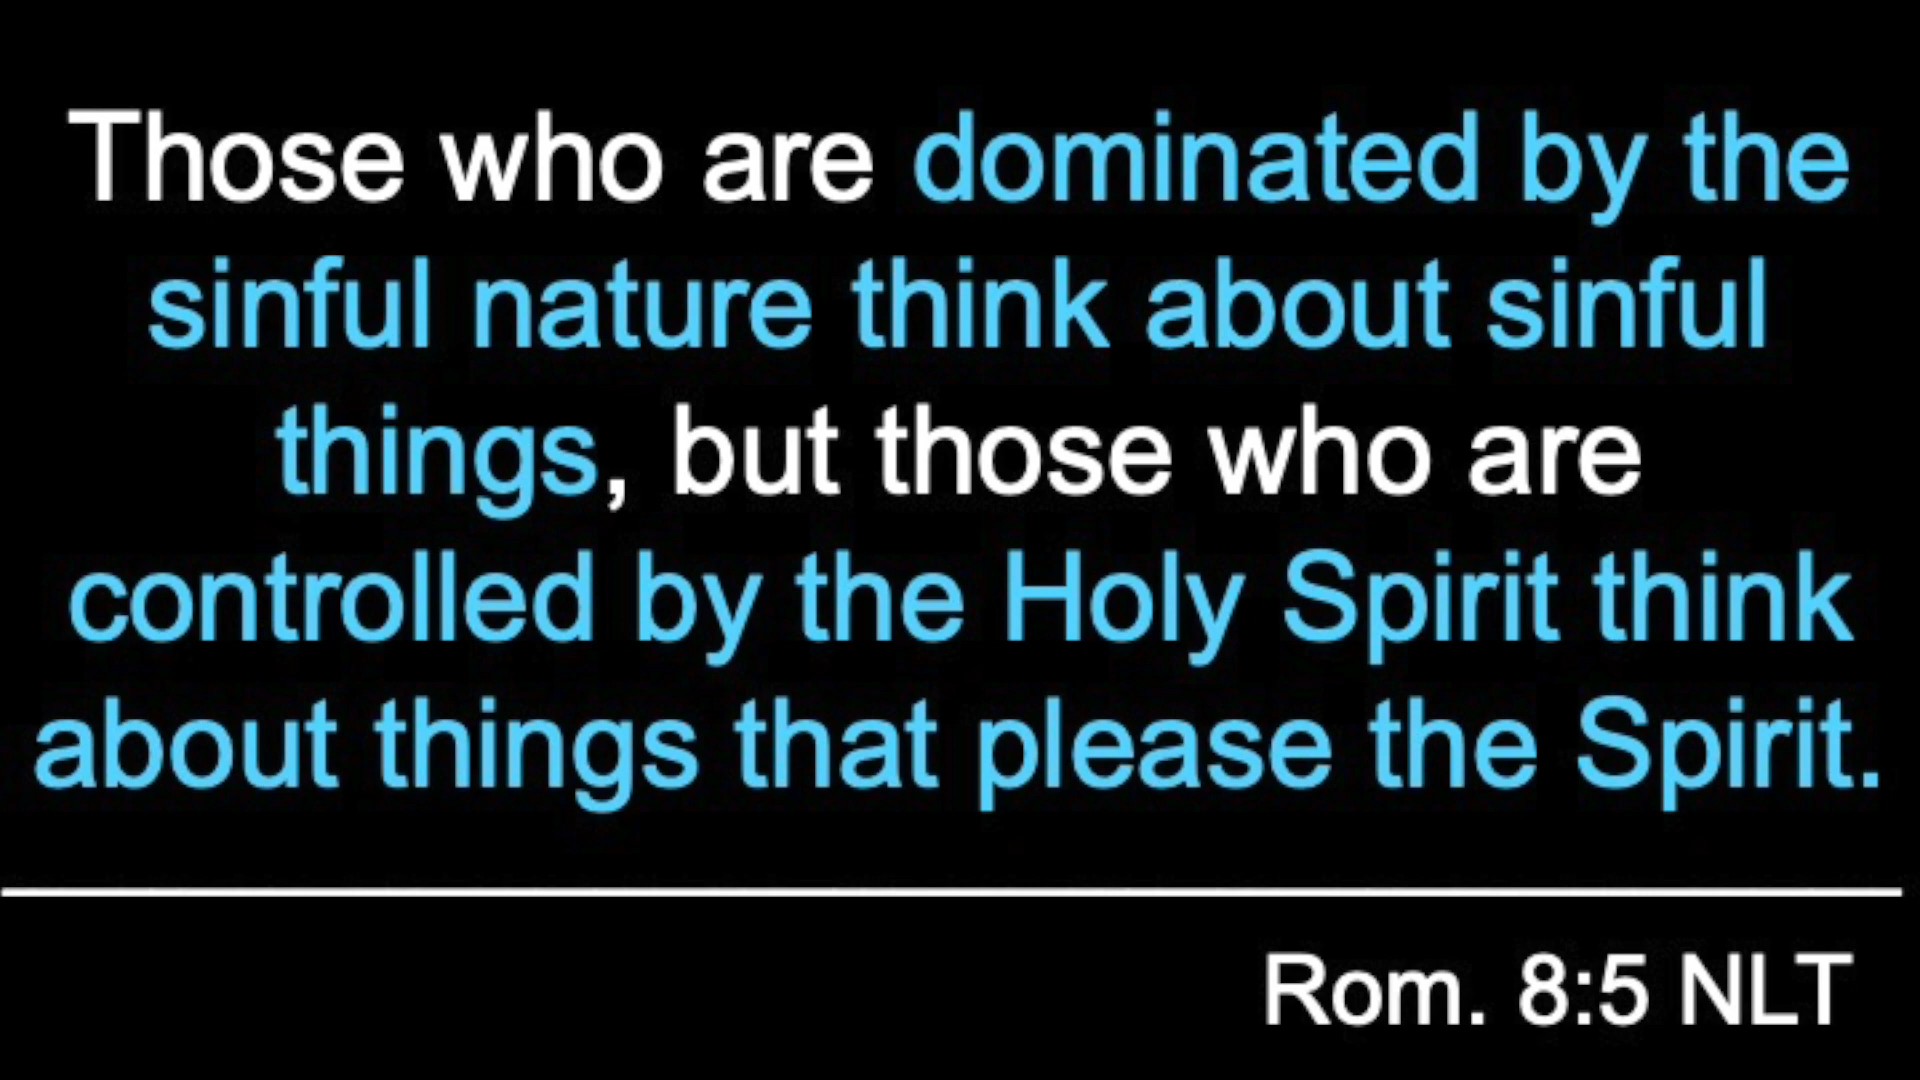 Those who are dominated by the
sinful nature think about sinful
things, but those who are
controlled by the Holy Spirit think
about things that please the Spirit.
Rom. 8:5 NLT